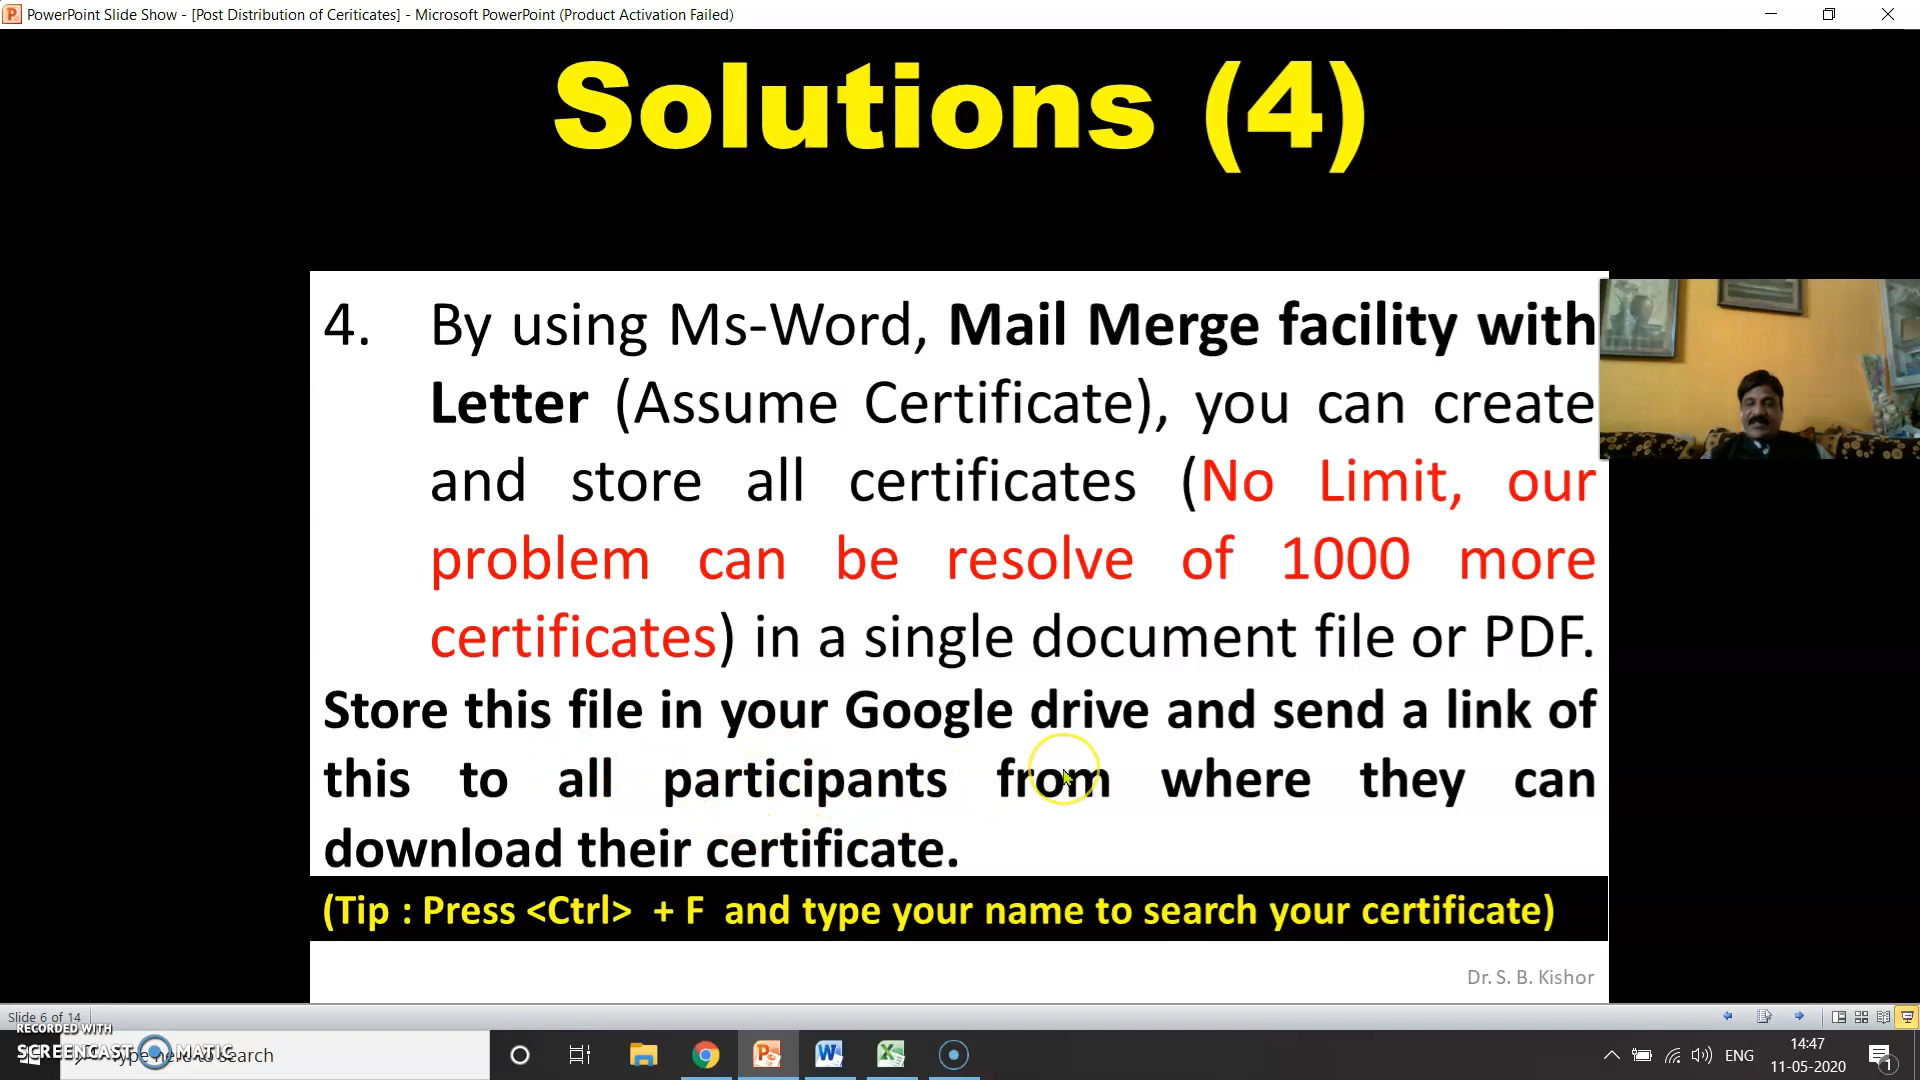 PowerPoint Slide Show - [Post Distribution of Ceriticates] - Microsoft PowerPoint (Product Activation Failed)
Solutions (4)
4. By using Ms-Word, Mail Merge facility with
Letter (Assume Certificate), you can create
and store all certificates (No Limit, our
problem can be resolve of 1000 more
certificates) in a single document file or PDF.
Store this file in your Google drive and send a link of
this to all participants from where they can
download their certificate.
(Tip : Press <Ctrl> + F and type your name to search your certificate)
Dr. S. B. Kishor
Slide 6 of 14
RECORDED WITH
SCREENCAST MATIC
Type here to search
ENG
14:47
11-05-2020
1